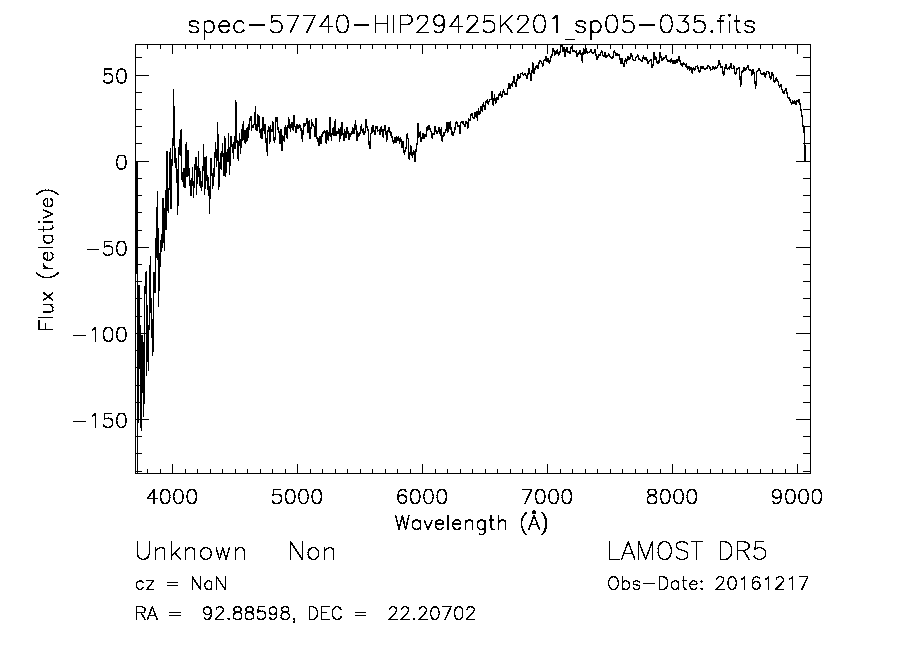 spec-57740-HIP29425K201_sp05-035.fits
50
0
-50
-100
-150
Flux (relative)
4000 5000 6000 7000 8000 9000
Wavelength (Å)
Unknown Non LAMOST DR5
cz = NaN Obs-Date: 20161217
RA = 92.88598, DEC = 22.20702